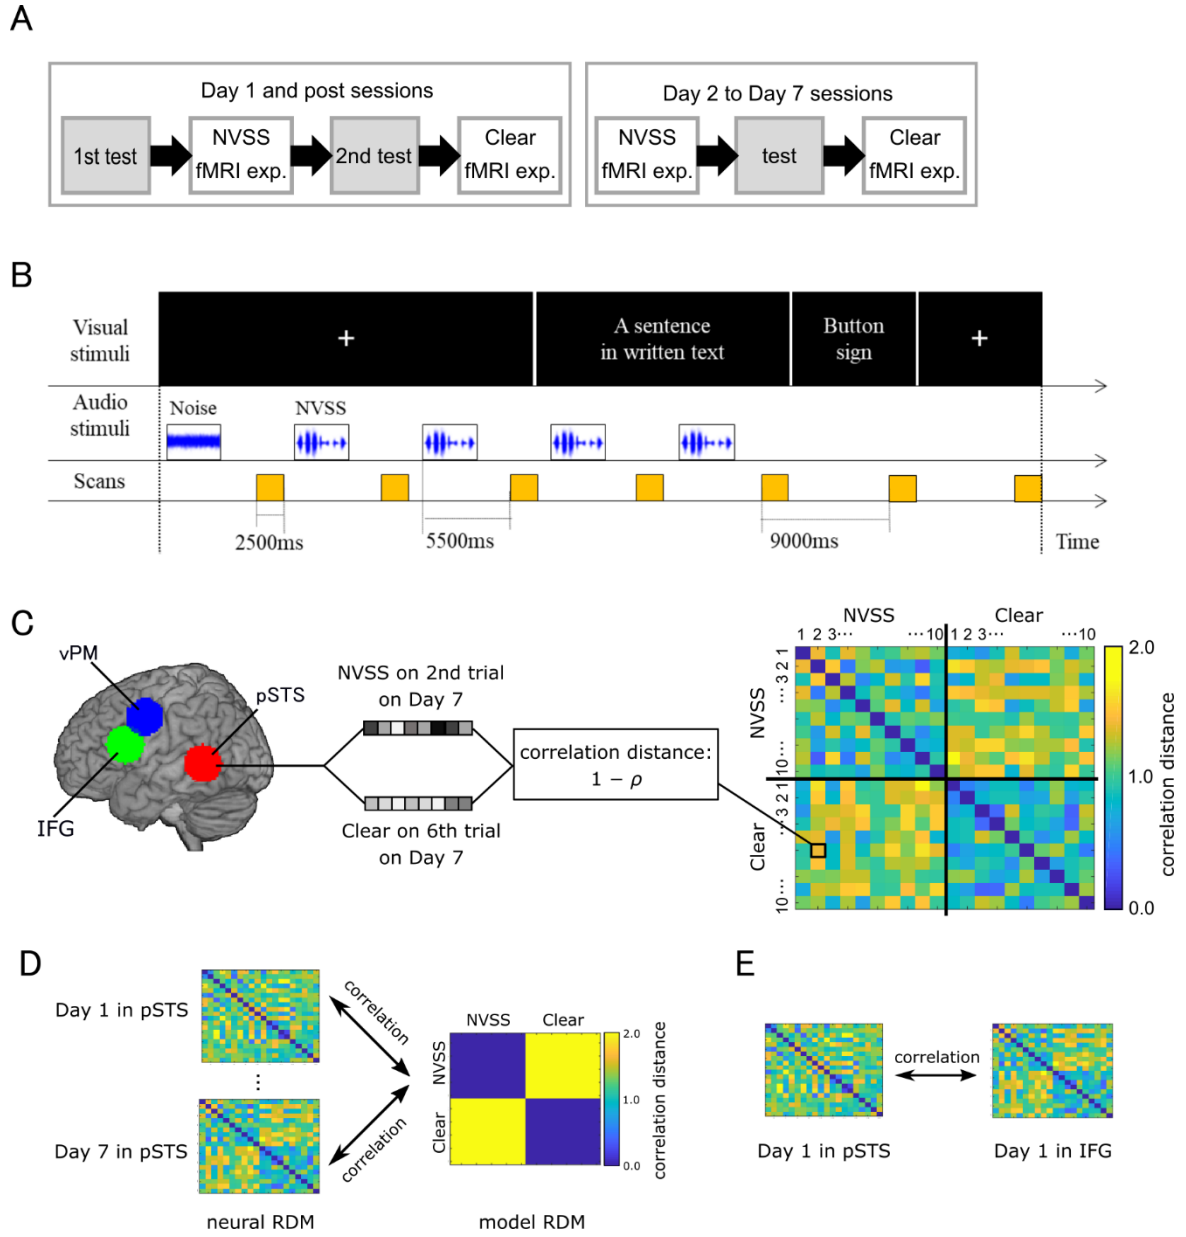 A
Day 1 and post sessions
1st test
NVSS
fMRI exp.
2nd test
Clear
fMRI exp.
Day 2 to Day 7 sessions
NVSS
fMRI exp.
test
Clear
fMRI exp.
B
Visual
stimuli
+
A sentence
in written text
Button
sign
+
Audio
stimuli
Noise
NVSS
Scans
2500ms
5500ms
9000ms
Time
C
vPM
pSTS
IFG
NVSS on 2nd trial
on Day 7
Clear on 6th trial
on Day 7
correlation distance:
1 − ρ
NVSS
Clear
1 2 3··· ···10
1 2 3··· ···10
NVSS
Clear
10··· ···3 2 1
10··· ···3 2 1
2.0
1.0
0.0
correlation distance
D
Day 1 in pSTS
⋮
Day 7 in pSTS
neural RDM
correlation
correlation
NVSS
Clear
NVSS
Clear
2.0
1.0
0.0
correlation distance
model RDM
E
correlation
Day 1 in pSTS
Day 1 in IFG